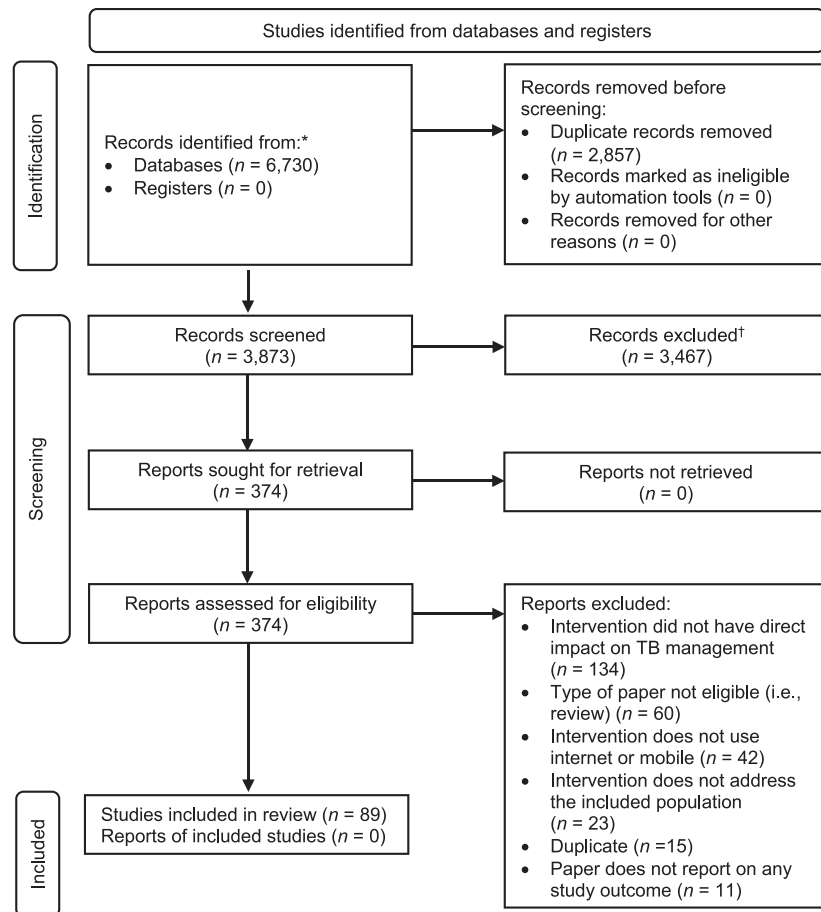 Studies identified from databases and registers
Identification
Records identified from:*
• Databases (n = 6,730)
• Registers (n = 0)
Records removed before
screening:
• Duplicate records removed
(n = 2,857)
• Records marked as ineligible
by automation tools (n = 0)
• Records removed for other
reasons (n = 0)
Screening
Records screened
(n = 3,873)
Records excluded†
(n = 3,467)
Reports sought for retrieval
(n = 374)
Reports not retrieved
(n = 0)
Reports assessed for eligibility
(n = 374)
Reports excluded:
• Intervention did not have direct
impact on TB management
(n = 134)
• Type of paper not eligible (i.e.,
review) (n = 60)
• Intervention does not use
internet or mobile (n = 42)
• Intervention does not address
the included population
(n = 23)
• Duplicate (n =15)
• Paper does not report on any
study outcome (n = 11)
Included
Studies included in review (n = 89)
Reports of included studies (n = 0)